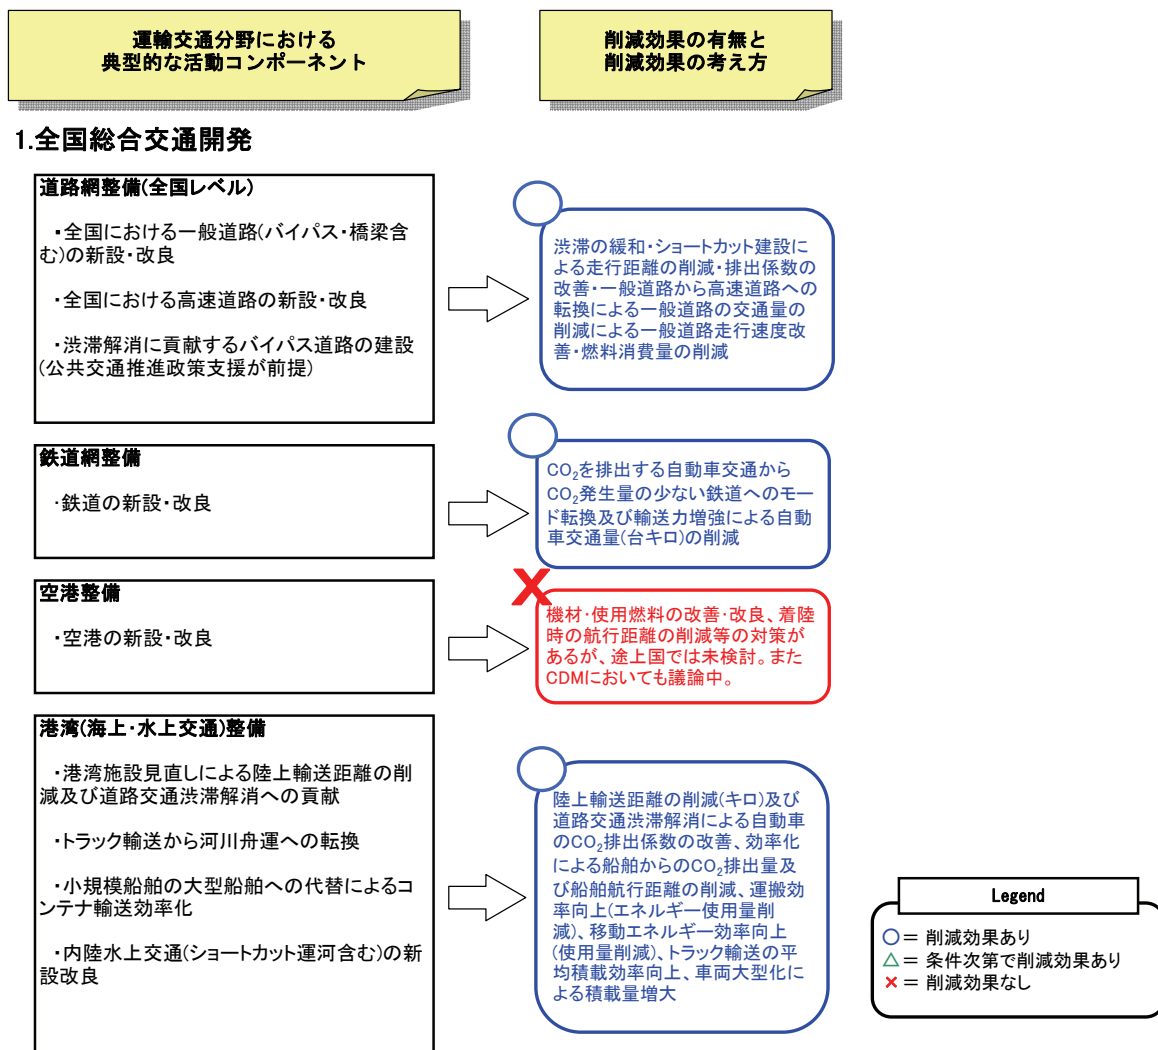 運輸交通分野における
典型的な活動コンポーネント
削減効果の有無と
削減効果の考え方
1.全国総合交通開発
道路網整備(全国レベル)
・全国における一般道路(バイパス・橋梁含
む)の新設・改良
・全国における高速道路の新設・改良
・渋滞解消に貢献するバイパス道路の建設
(公共交通推進政策支援が前提)
渋滞の緩和・ショートカット建設に
よる走行距離の削減・排出係数の
改善・一般道路から高速道路への
転換による一般道路の交通量の
削減による一般道路走行速度改
善・燃料消費量の削減
鉄道網整備
・鉄道の新設・改良
CO₂を排出する自動車交通から
CO₂発生量の少ない鉄道へのモー
ド転換及び輸送力増強による自動
車交通量(台キロ)の削減
空港整備
・空港の新設・改良
X
機材・使用燃料の改善・改良、着陸
時の航行距離の削減等の対策が
あるが、途上国では未検討。また
CDMにおいても議論中。
港湾(海上・水上交通)整備
・港湾施設見直しによる陸上輸送距離の削
減及び道路交通渋滞解消への貢献
・トラック輸送から河川舟運への転換
・小規模船舶の大型船舶への代替によるコ
ンテナ輸送効率化
・内陸水上交通(ショートカット運河含む)の新
設改良
陸上輸送距離の削減(キロ)及び
道路交通渋滞解消による自動車
のCO₂排出係数の改善、効率化
による船舶からのCO₂排出量及
び船舶航行距離の削減、運搬効
率向上(エネルギー使用量削
減)、移動エネルギー効率向上
(使用量削減)、トラック輸送の平
均積載効率向上、車両大型化に
よる積載量増大
Legend
○= 削減効果あり
△= 条件次第で削減効果あり
×= 削減効果なし